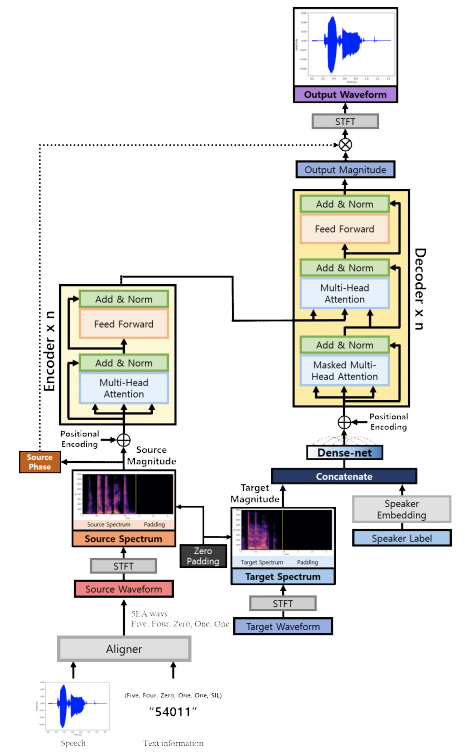 Output Waveform
STFT
Output Magnitude
Add & Norm
Feed Forward
Add & Norm
Multi-Head
Attention
Add & Norm
Masked Multi-
Head Attention
Decoder x n
Positional
Encoding
Dense-net
Concatenate
Speaker
Embedding
Speaker Label
Encoder x n
Add & Norm
Feed Forward
Add & Norm
Multi-Head
Attention
Positional
Encoding
Source
Magnitude
Source
Phase
Source Spectrum
Padding
Source Spectrum
STFT
Source Waveform
Zero
Padding
Target
Magnitude
Target Spectrum
Padding
Target Spectrum
STFT
Target Waveform
SEA wavs :
Five, Four, Zero, One, One
Aligner
(Five, Four, Zero, One, One, SIL)
"54011"
Speech
Text information